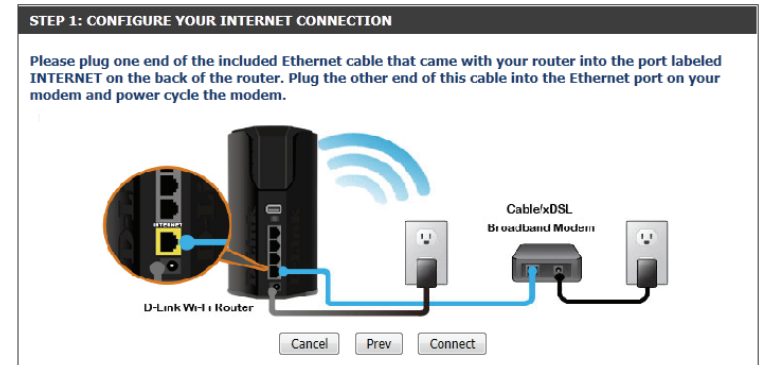 STEP 1: CONFIGURE YOUR INTERNET CONNECTION
Please plug one end of the included Ethernet cable that came with your router into the port labeled
INTERNET on the back of the router. Plug the other end of this cable into the Ethernet port on your
modem and power cycle the modem.
INTERNET
Cable/xDSL
Broadband Modem
D-Link Wi-Fi Router
Cancel
Prev
Connect